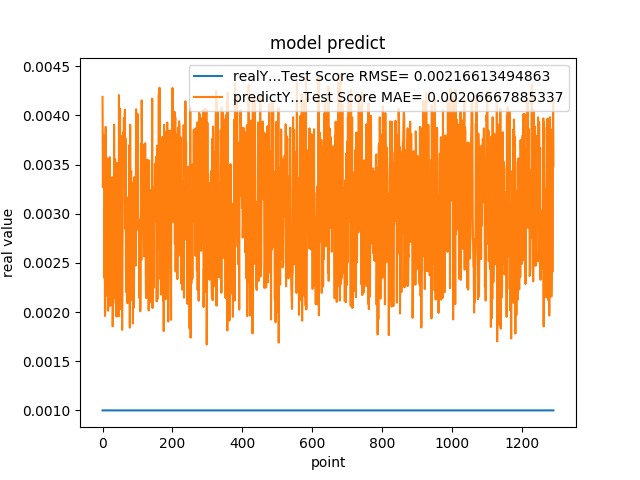 model predict
realY...Test Score RMSE= 0.00216613494863
predictY...Test Score MAE= 0.00206667885337
real value
0.0045
0.0040
0.0035
0.0030
0.0025
0.0020
0.0015
0.0010
0 200 400 600 800 1000 1200
point